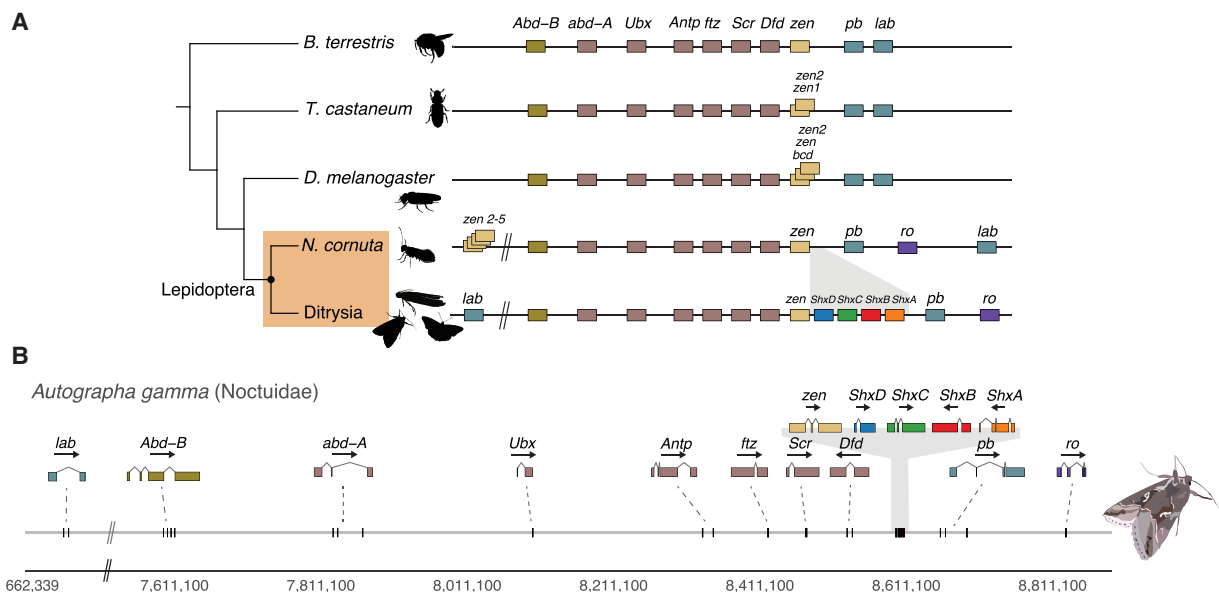 A
Abd–B abd–A Ubx Antp ftz Scr Dfd zen pb lab
B. terrestris
zen2
zen1
T. castaneum
zen2
zen
bcd
D. melanogaster
zen 2-5
zen pb ro lab
N. cornuta
Lepidoptera
lab zen ShxD ShxC ShxB ShxA pb ro
Ditrysia
B
Autographa gamma (Noctuidae)
zen ShxD ShxC ShxB ShxA
lab Abd–B abd–A Ubx Antp ftz Scr Dfd pb ro
662,339 7,611,100 7,811,100 8,011,100 8,211,100 8,411,100 8,611,100 8,811,100